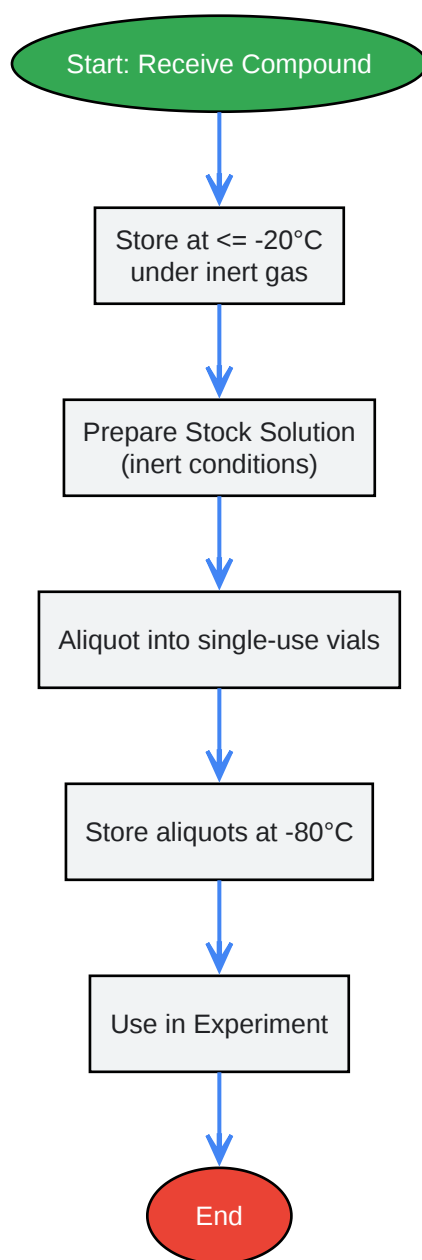 Start: Receive Compound
Store at <= -20°C
under inert gas
Prepare Stock Solution
(inert conditions)
Aliquot into single-use vials
Store aliquots at -80°C
Use in Experiment
End